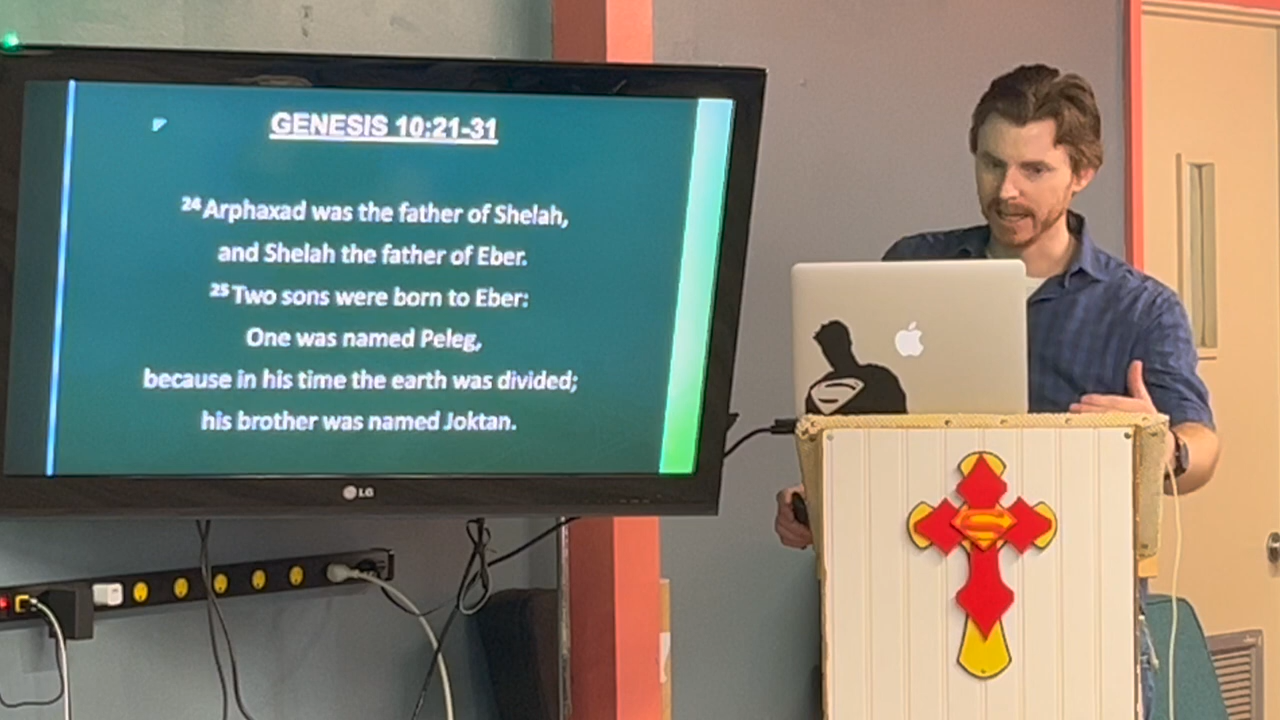 GENESIS 10:21-31
24 Arphaxad was the father of Shelah,
and Shelah the father of Eber.
25 Two sons were born to Eber:
One was named Peleg,
because in his time the earth was divided;
his brother was named Joktan.
LG